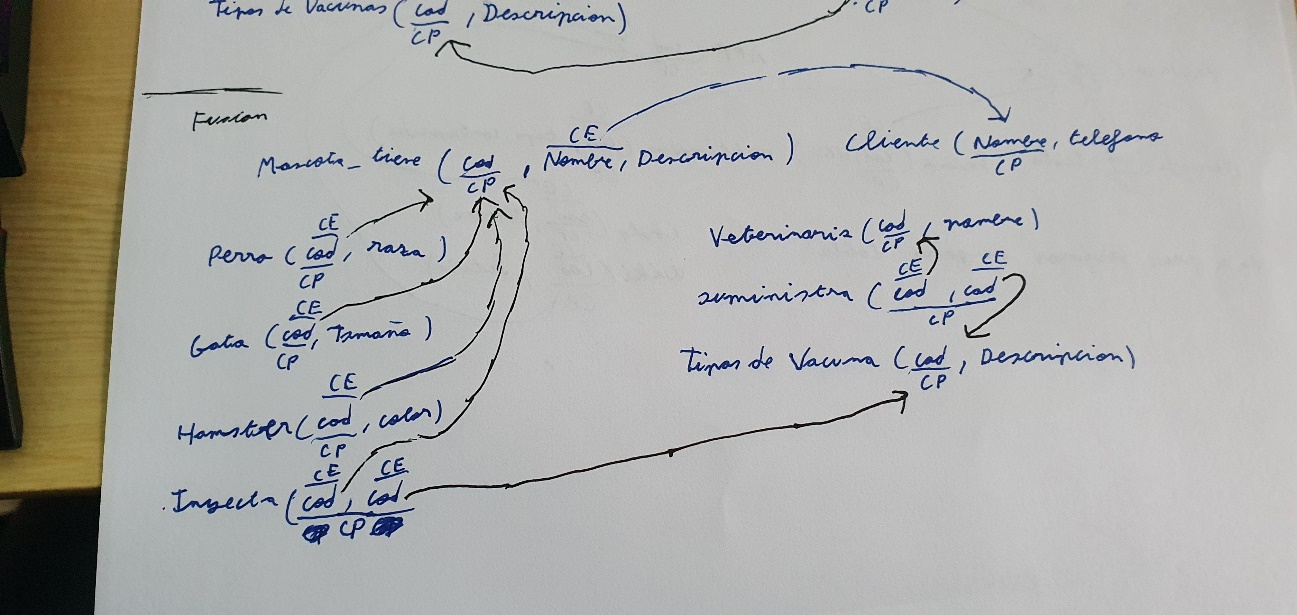 Tipos de Vacunas (cod, Descripcion)
CP
CP
Fusion
CE
Mascota_tiene (cod, Nombre, Descripcion)
CP
Cliente (Nombre, telefono
CP
CE
Perro (cod, raza)
CP
Veterinario (cod, nombre)
CP
CE
Gato (cod, Tamaño)
CP
CE CE
suministra (cod, cod
CP
CE
Hamster (cod, color)
CP
Tipos de Vacuna (cod, Descripcion)
CP
CE CE
Inyecta (cod, cod
CP